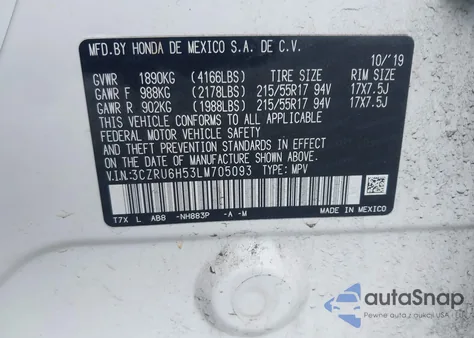 MFD.BY HONDA DE MEXICO S.A. DE C.V.
10/'19
GVWR 1890KG (4166LBS) TIRE SIZE RIM SIZE
GAWR F 988KG (2178LBS) 215/55R17 94V 17X7.5J
GAWR R 902KG (1988LBS) 215/55R17 94V 17X7.5J
THIS VEHICLE CONFORMS TO ALL APPLICABLE
FEDERAL MOTOR VEHICLE SAFETY
AND THEFT PREVENTION STANDARDS IN
EFFECT ON THE DATE OF MANUFACTURE
SHOWN ABOVE.
V.I.N:3CZRU6H53LM705093 TYPE: MPV
T7X L AB8 -NH883P -A -M
MADE IN MEXICO
autoSnap
Pewne auta z USA i